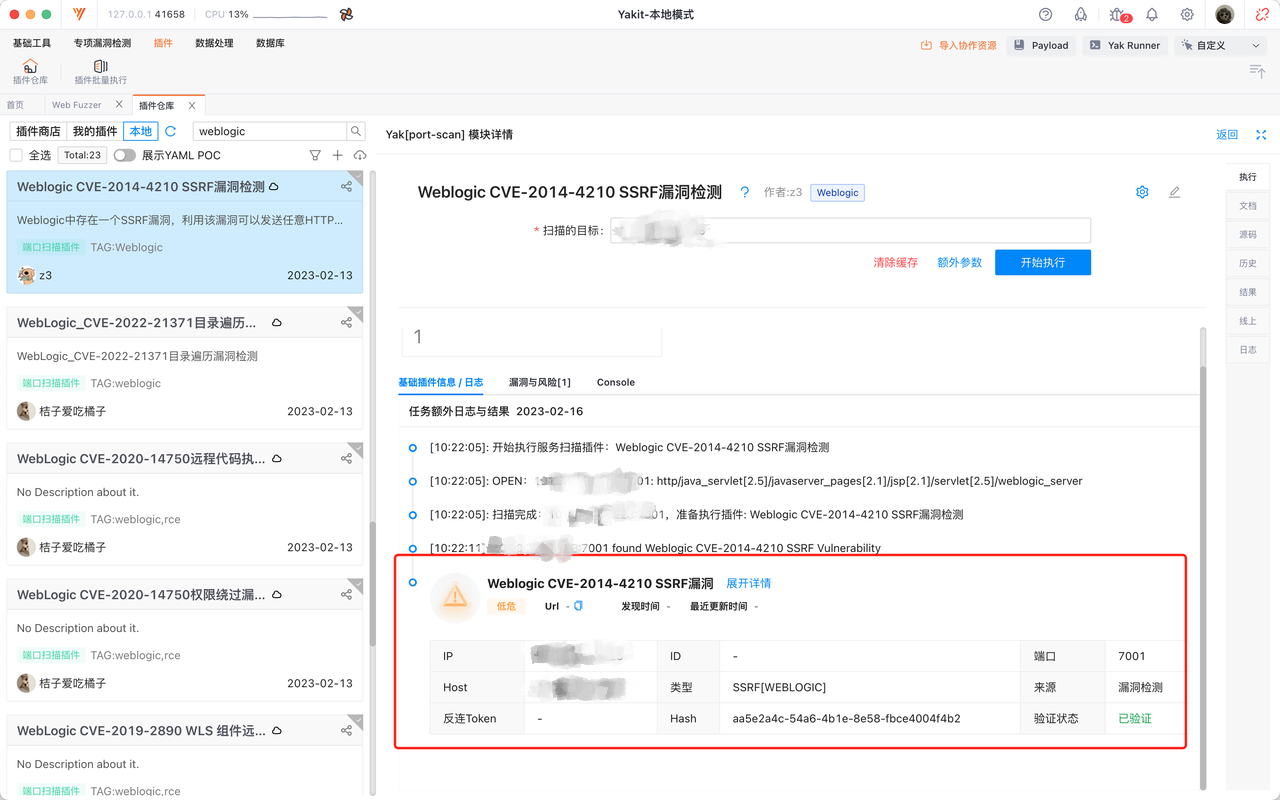 127.0.0.1 41658 CPU 13% Yakit-本地模式 2
基础工具 专项漏洞检测 插件 数据处理 数据库 导入协作资源 Payload Yak Runner 自定义
插件仓库 插件批量执行
首页 Web Fuzzer 插件仓库
插件商店 我的插件 本地 weblogic
全选 Total:23 展示YAML POC
Weblogic CVE-2014-4210 SSRF漏洞检测
Weblogic中存在一个SSRF漏洞，利用该漏洞可以发送任意HTTP...
端口扫描插件 TAG:Weblogic
z3 2023-02-13
WebLogic_CVE-2022-21371目录遍历...
WebLogic_CVE-2022-21371目录遍历漏洞检测
端口扫描插件 TAG:weblogic
桔子爱吃橘子 2023-02-13
WebLogic CVE-2020-14750远程代码执...
No Description about it.
端口扫描插件 TAG:weblogic,rce
桔子爱吃橘子 2023-02-13
WebLogic CVE-2020-14750权限绕过漏...
No Description about it.
端口扫描插件 TAG:weblogic,rce
桔子爱吃橘子 2023-02-13
WebLogic CVE-2019-2890 WLS 组件远...
No Description about it.
端口扫描插件 TAG:weblogic,rce
Yak[port-scan] 模块详情 返回
Weblogic CVE-2014-4210 SSRF漏洞检测 ? 作者:z3 Weblogic
* 扫描的目标:
清除缓存 额外参数 开始执行
1
基础插件信息 / 日志 漏洞与风险[1] Console
任务额外日志与结果 2023-02-16
[10:22:05]: 开始执行服务扫描插件：Weblogic CVE-2014-4210 SSRF漏洞检测
[10:22:05]: OPEN: 01: http/java_servlet[2.5]/javaserver_pages[2.1]/jsp[2.1]/servlet[2.5]/weblogic_server
[10:22:05]: 扫描完成: 01，准备执行插件: Weblogic CVE-2014-4210 SSRF漏洞检测
[10:22:11] :7001 found Weblogic CVE-2014-4210 SSRF Vulnerability
Weblogic CVE-2014-4210 SSRF漏洞 展开详情
低危 Url - 发现时间 - 最近更新时间 -
IP ID - 端口 7001
Host 类型 SSRF[WEBLOGIC] 来源 漏洞检测
反连Token - Hash aa5e2a4c-54a6-4b1e-8e58-fbce4004f4b2 验证状态 已验证
执行
文档
源码
历史
结果
线上
日志